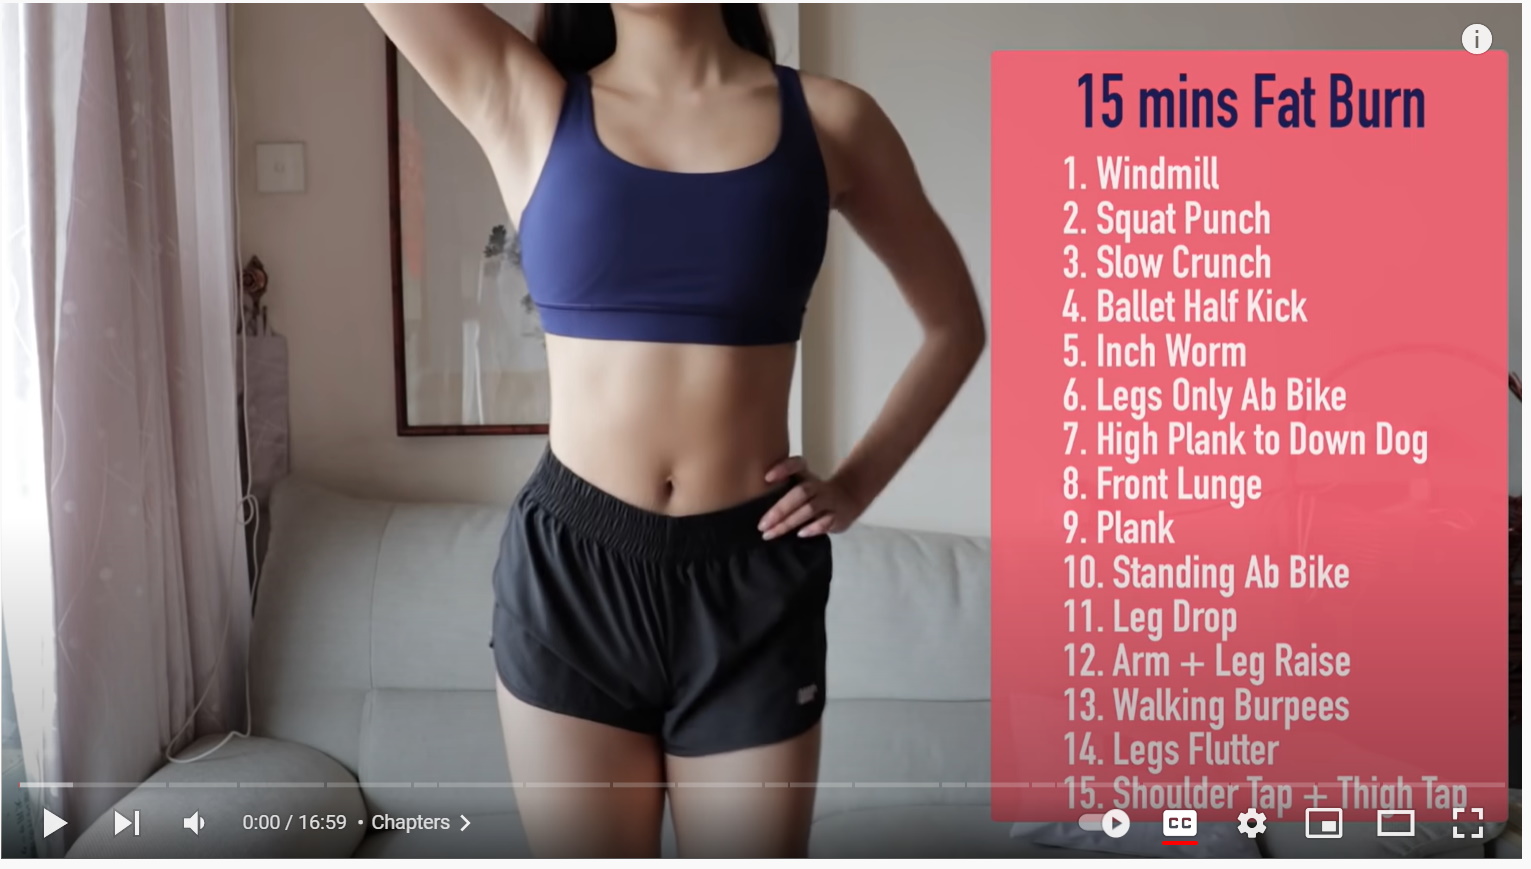 i
15 mins Fat Burn
1. Windmill
2. Squat Punch
3. Slow Crunch
4. Ballet Half Kick
5. Inch Worm
6. Legs Only Ab Bike
7. High Plank to Down Dog
8. Front Lunge
9. Plank
10. Standing Ab Bike
11. Leg Drop
12. Arm + Leg Raise
13. Walking Burpees
14. Legs Flutter
15. Shoulder Tap + Thigh Tap
0:00 / 16:59 • Chapters
CC